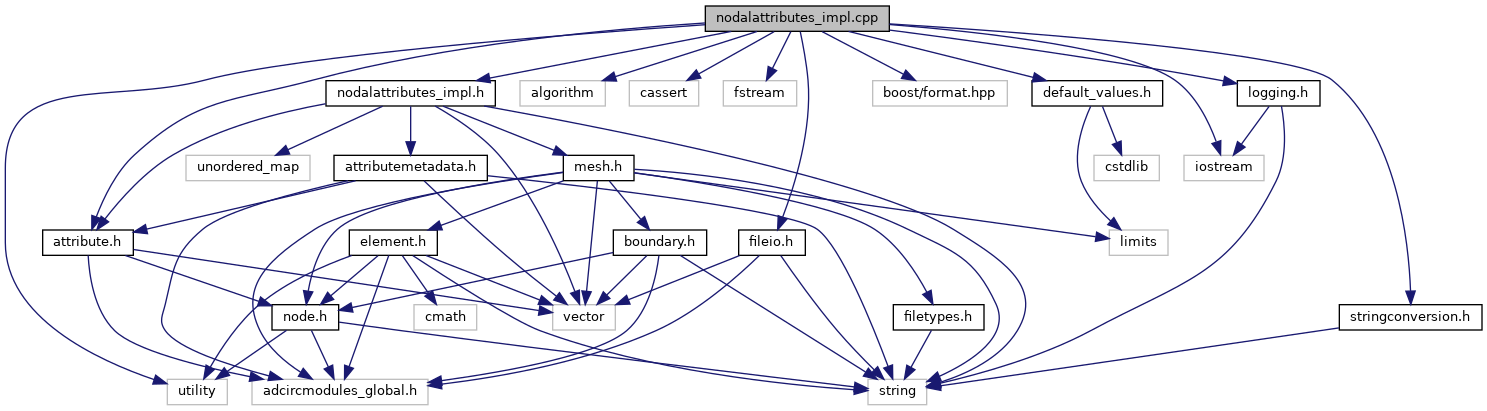 nodalattributes_impl.cpp
nodalattributes_impl.h
algorithm
cassert
fstream
boost/format.hpp
default_values.h
logging.h
unordered_map
attributemetadata.h
mesh.h
cstdlib
iostream
attribute.h
element.h
boundary.h
fileio.h
limits
node.h
cmath
vector
filetypes.h
stringconversion.h
utility
adcircmodules_global.h
string